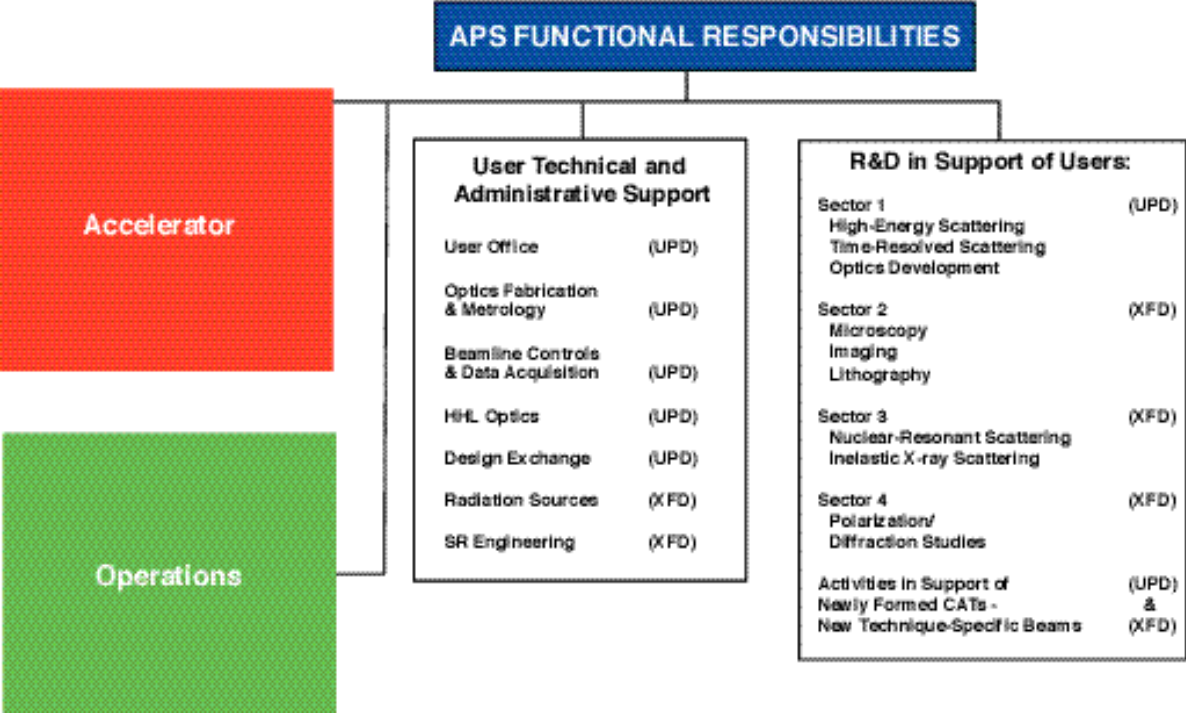 APS FUNCTIONAL RESPONSIBILITIES
Accelerator
Operations
User Technical and
Administrative Support
User Office (UPD)
Optics Fabrication
& Metrology (UPD)
Beamline Controls
& Data Acquisition (UPD)
HHL Optics (UPD)
Design Exchange (UPD)
Radiation Sources (XFD)
SR Engineering (XFD)
R&D in Support of Users:
Sector 1 (UPD)
High-Energy Scattering
Time-Resolved Scattering
Optics Development
Sector 2 (XFD)
Microscopy
Imaging
Lithography
Sector 3 (XFD)
Nuclear-Resonant Scattering
Inelastic X-ray Scattering
Sector 4 (XFD)
Polarization/
Diffraction Studies
Activities in Support of (UPD)
Newly Formed CATs - &
New Technique-Specific Beams (XFD)